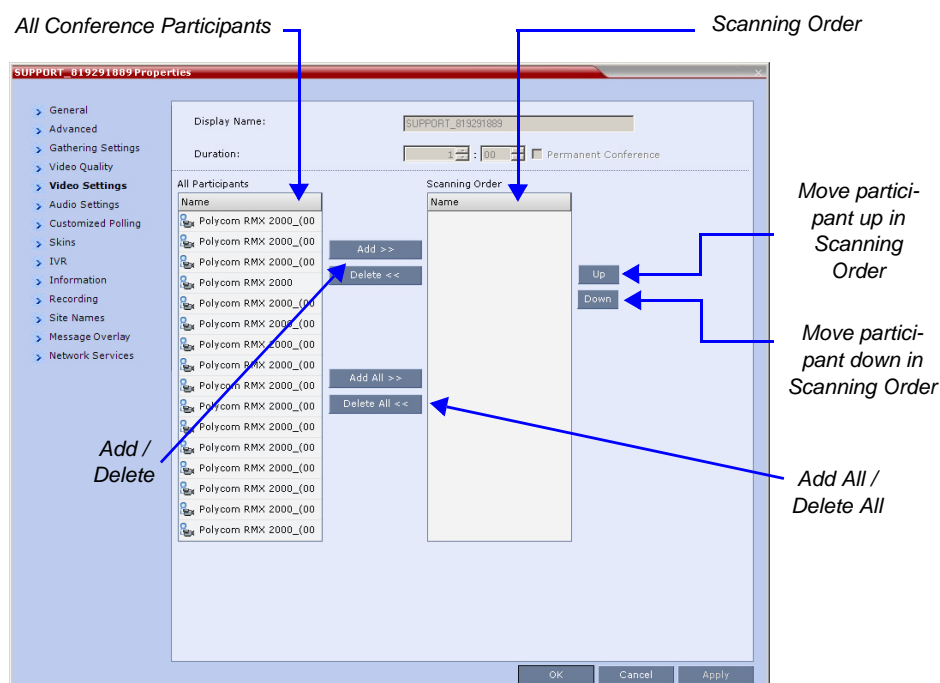 All Conference Participants
Scanning Order
SUPPORT_819291889 Properties
General
Advanced
Gathering Settings
Video Quality
Video Settings
Audio Settings
Customized Polling
Skins
IVR
Information
Recording
Site Names
Message Overlay
Network Services
Display Name:
SUPPORT_819291889
Duration:
1 : 00
Permanent Conference
All Participants
Name
Polycom RMX 2000_(00
Polycom RMX 2000_(00
Polycom RMX 2000_(00
Polycom RMX 2000
Polycom RMX 2000_(00
Polycom RMX 2000_(00
Polycom RMX 2000_(00
Polycom RMX 2000_(00
Polycom RMX 2000_(00
Polycom RMX 2000_(00
Polycom RMX 2000_(00
Polycom RMX 2000_(00
Polycom RMX 2000_(00
Polycom RMX 2000_(00
Polycom RMX 2000_(00
Polycom RMX 2000_(00
Add >>
Delete <<
Add All >>
Delete All <<
Scanning Order
Name
Up
Down
Move partici-
pant up in
Scanning
Order
Move partici-
pant down in
Scanning Order
Add /
Delete
Add All /
Delete All
OK
Cancel
Apply